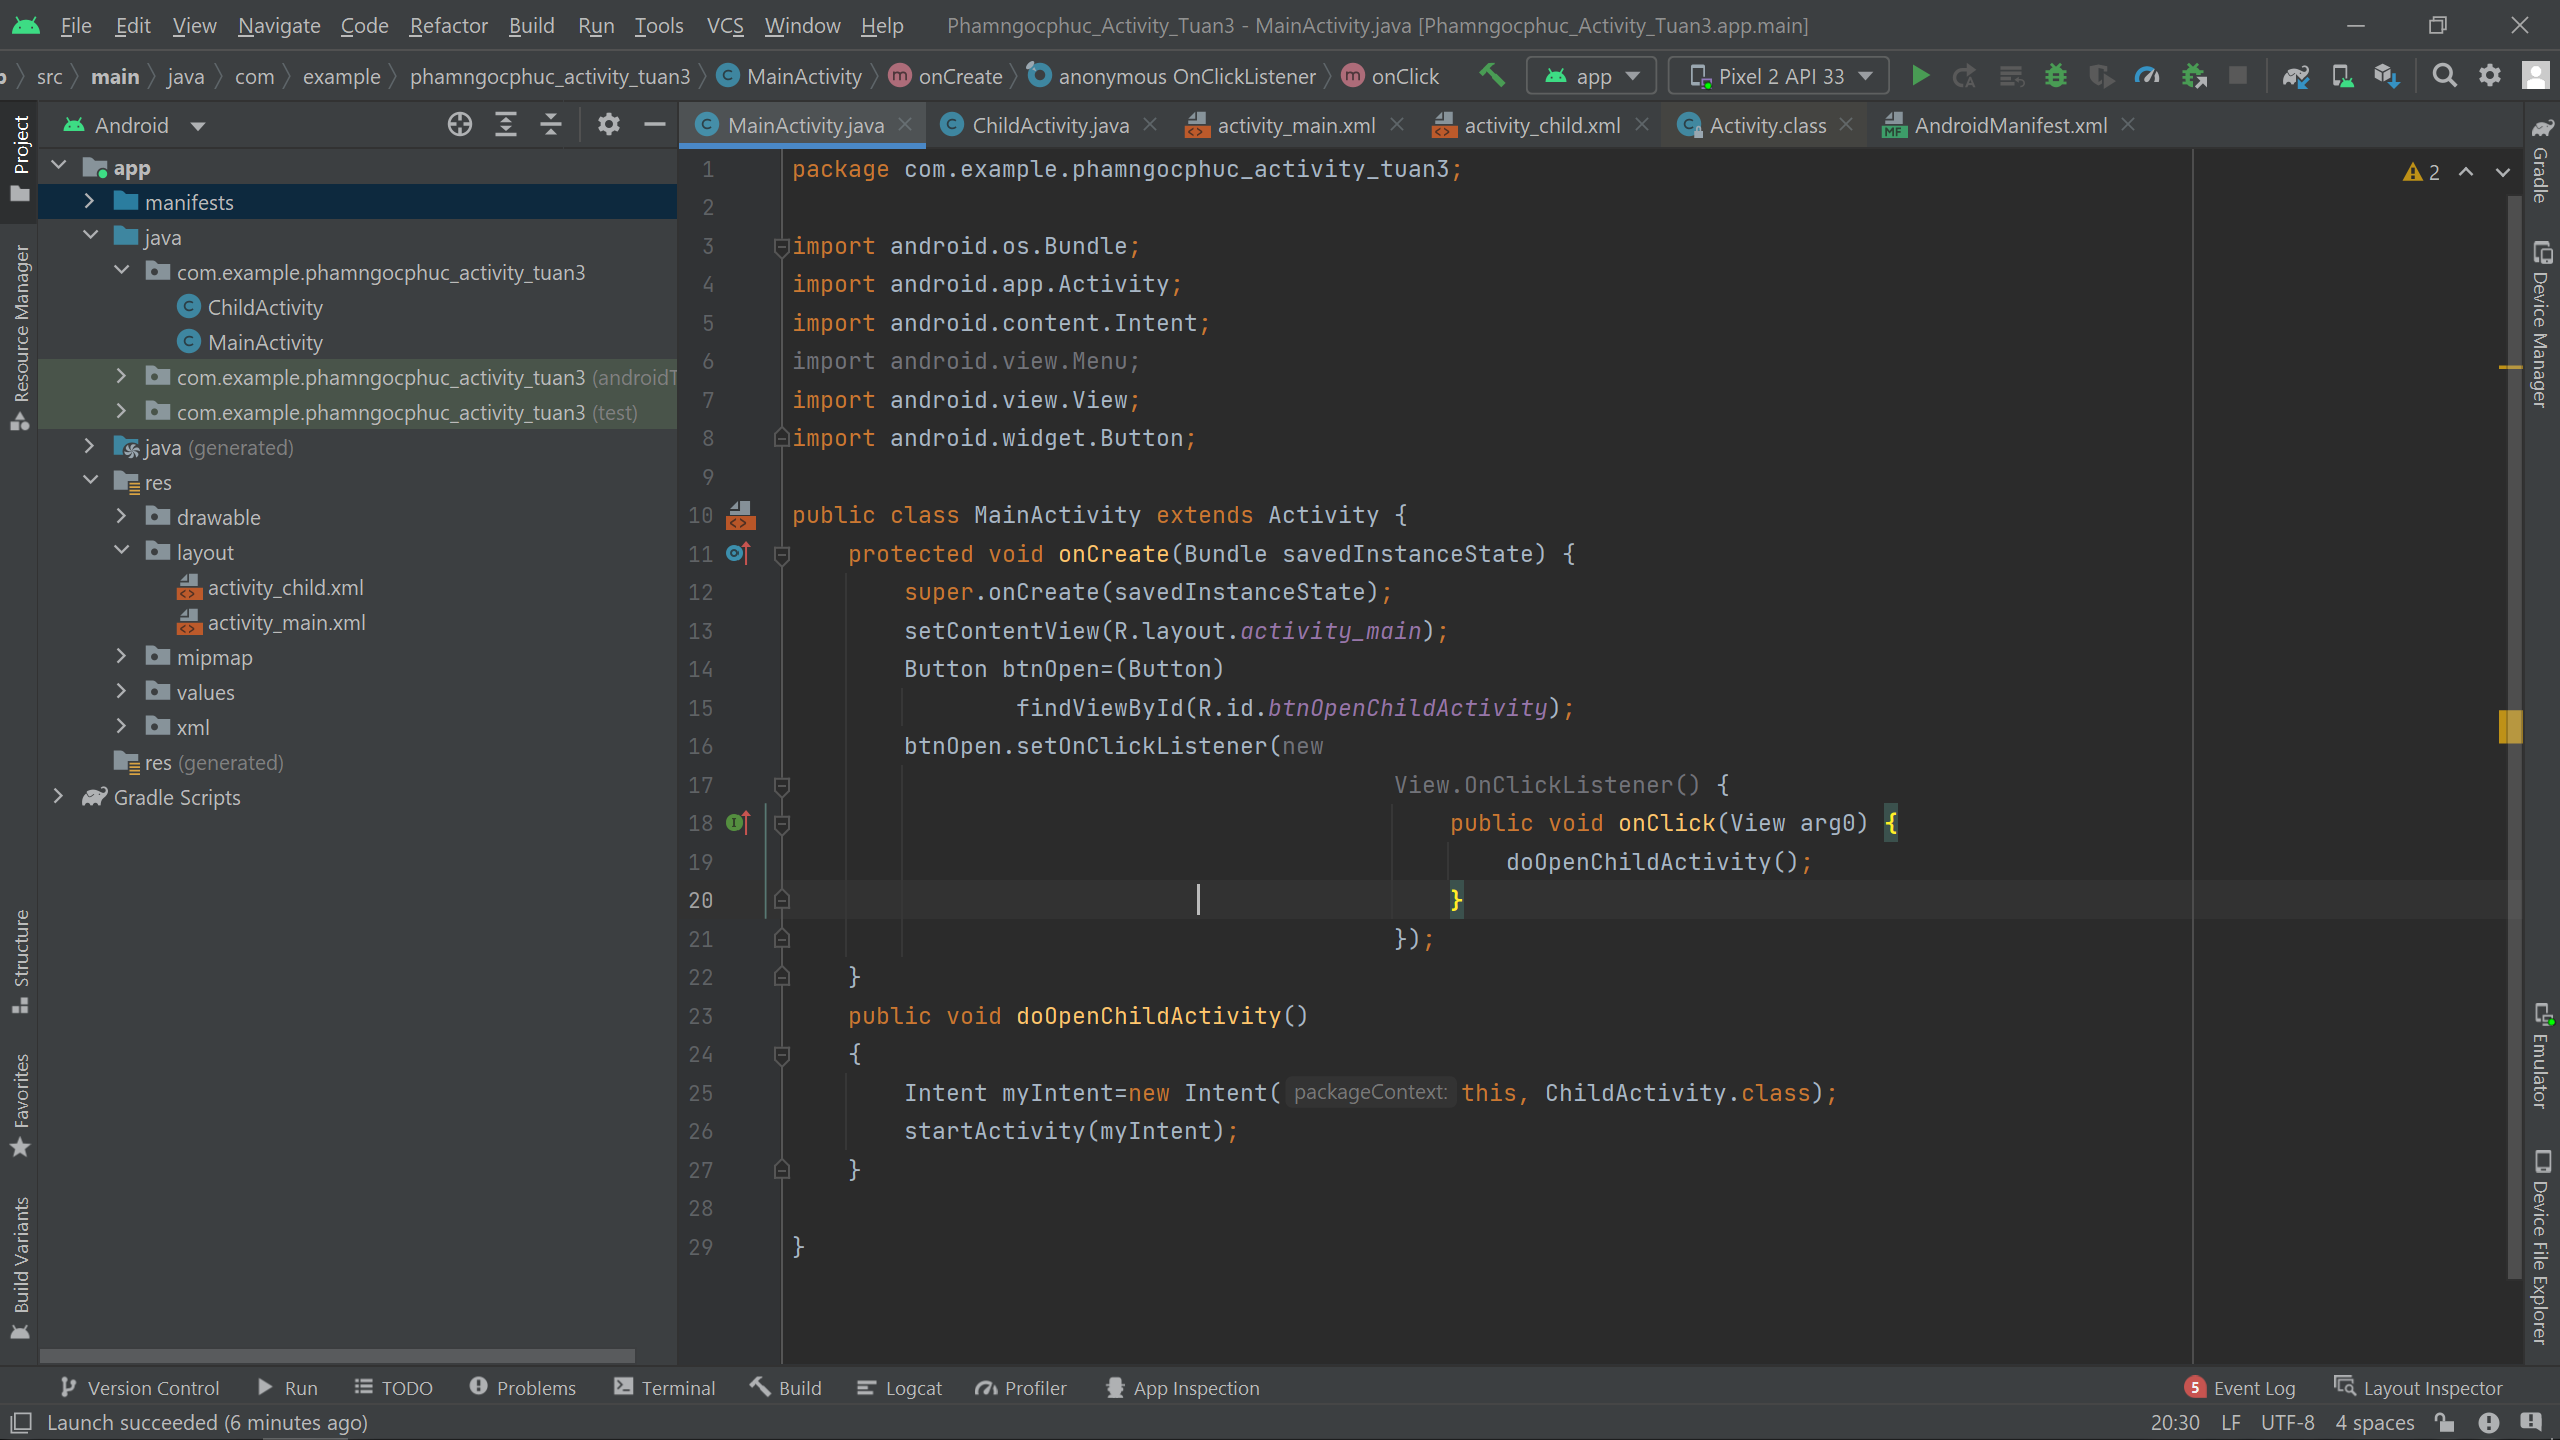 File Edit View Navigate Code Refactor Build Run Tools VCS Window Help Phamngocphuc_Activity_Tuan3 - MainActivity.java [Phamngocphuc_Activity_Tuan3.app.main]
src main java com example phamngocphuc_activity_tuan3 MainActivity onCreate anonymous OnClickListener onClick app Pixel 2 API 33
Android
MainActivity.java ChildActivity.java activity_main.xml activity_child.xml Activity.class AndroidManifest.xml
Project
Resource Manager
Structure
Favorites
Build Variants
app
manifests
java
com.example.phamngocphuc_activity_tuan3
ChildActivity
MainActivity
com.example.phamngocphuc_activity_tuan3 (androidT
com.example.phamngocphuc_activity_tuan3 (test)
java (generated)
res
drawable
layout
activity_child.xml
activity_main.xml
mipmap
values
xml
res (generated)
Gradle Scripts
2
1 package com.example.phamngocphuc_activity_tuan3;
2
3 import android.os.Bundle;
4 import android.app.Activity;
5 import android.content.Intent;
6 import android.view.Menu;
7 import android.view.View;
8 import android.widget.Button;
9
10 public class MainActivity extends Activity {
11 protected void onCreate(Bundle savedInstanceState) {
12 super.onCreate(savedInstanceState);
13 setContentView(R.layout.activity_main);
14 Button btnOpen=(Button)
15 findViewById(R.id.btnOpenChildActivity);
16 btnOpen.setOnClickListener(new
17 View.OnClickListener() {
18 public void onClick(View arg0) {
19 doOpenChildActivity();
20 }
21 });
22 }
23 public void doOpenChildActivity()
24 {
25 Intent myIntent=new Intent( packageContext: this, ChildActivity.class);
26 startActivity(myIntent);
27 }
28
29 }
Gradle
Device Manager
Emulator
Device File Explorer
Version Control Run TODO Problems Terminal Build Logcat Profiler App Inspection 5 Event Log Layout Inspector
Launch succeeded (6 minutes ago) 20:30 LF UTF-8 4 spaces